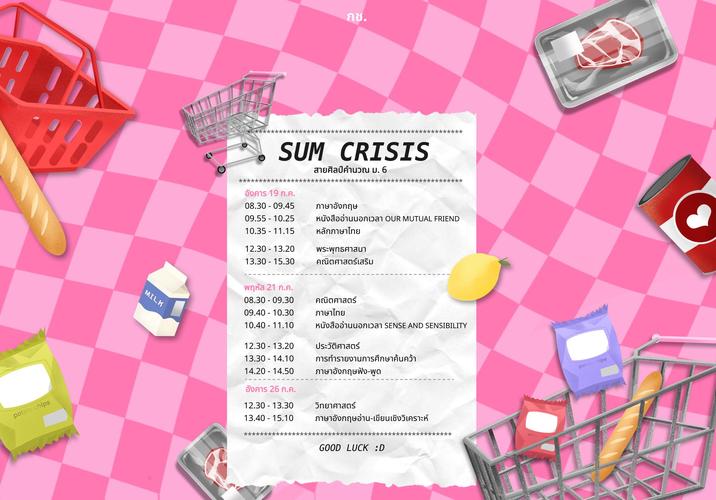 กช.
SUM CRISIS
สายศิลป์คำนวณ ม. 6
อังคาร 19 ก.ค.
08.30 - 09.45 ภาษาอังกฤษ
09.55 - 10.25 หนังสืออ่านนอกเวลา OUR MUTUAL FRIEND
10.35 - 11.15 หลักภาษาไทย
12.30 - 13.20 พระพุทธศาสนา
13.30 - 15.30 คณิตศาสตร์เสริม
พฤหัส 21 ก.ค.
08.30 - 09.30 คณิตศาสตร์
09.40 - 10.30 ภาษาไทย
10.40 - 11.10 หนังสืออ่านนอกเวลา SENSE AND SENSIBILITY
12.30 - 13.20 ประวัติศาสตร์
13.30 - 14.10 การทำรายงานการศึกษาค้นคว้า
14.20 - 14.50 ภาษาอังกฤษฟัง-พูด
อังคาร 26 ก.ค.
12.30 - 13.30 วิทยาศาสตร์
13.40 - 15.10 ภาษาอังกฤษอ่าน-เขียนเชิงวิเคราะห์
GOOD LUCK :D
MILK
potato chips